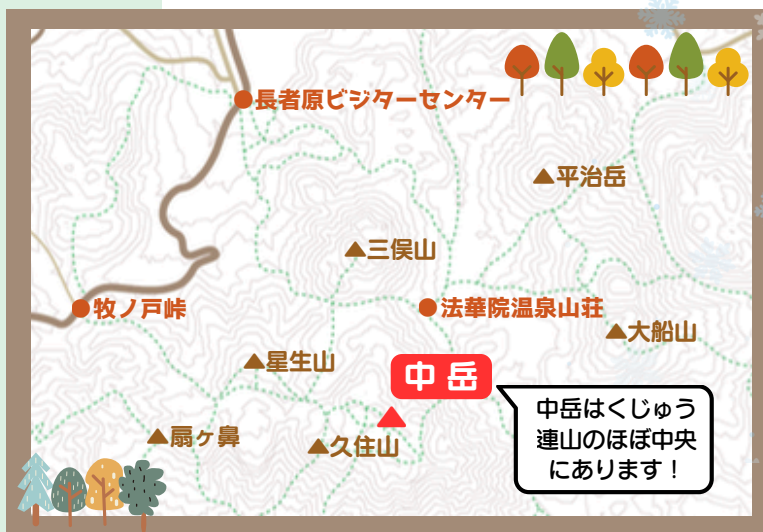 ●長者原ビジターセンター
▲平治岳
▲三俣山
●牧ノ戸峠
●法華院温泉山荘
▲大船山
▲星生山
中岳
中岳はくじゅう
連山のほぼ中央
にあります！
▲扇ヶ鼻
▲久住山